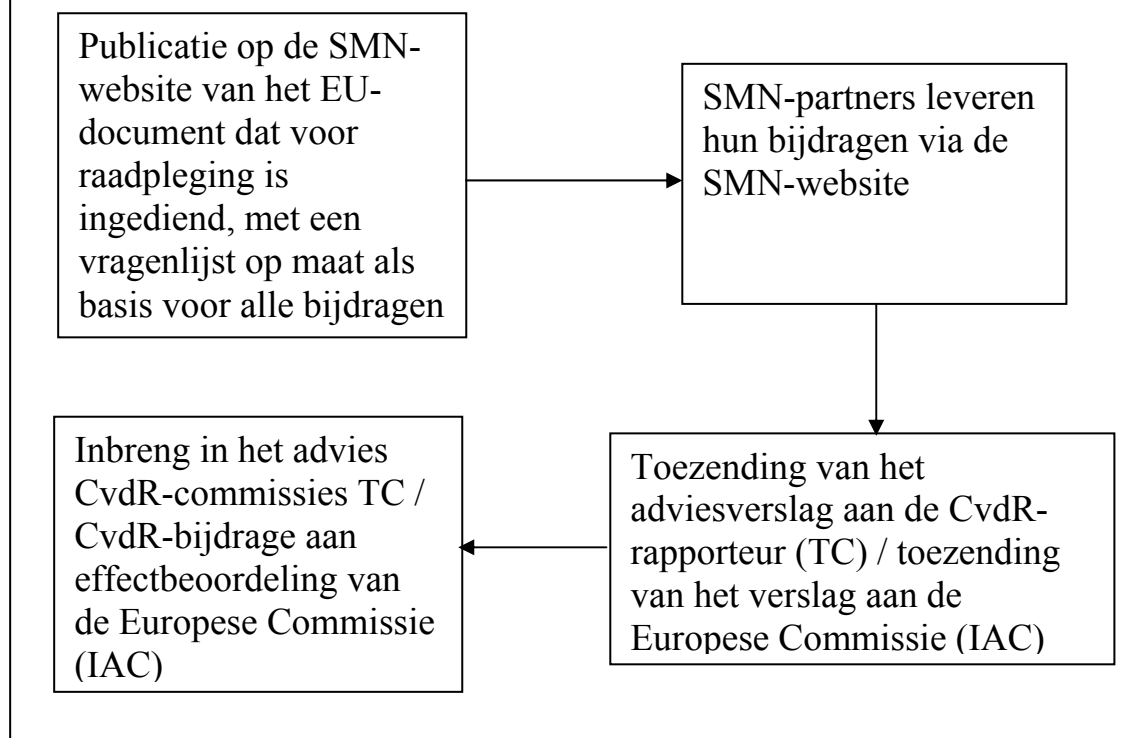 Publicatie op de SMN-
website van het EU-
document dat voor
raadpleging is
ingediend, met een
vragenlijst op maat als
basis voor alle bijdragen
SMN-partners leveren
hun bijdragen via de
SMN-website
Toezending van het
adviesverslag aan de CvdR-
rapporteur (TC) / toezending
van het verslag aan de
Europese Commissie (IAC)
Inbreng in het advies
CvdR-commissies TC /
CvdR-bijdrage aan
effectbeoordeling van
de Europese Commissie
(IAC)